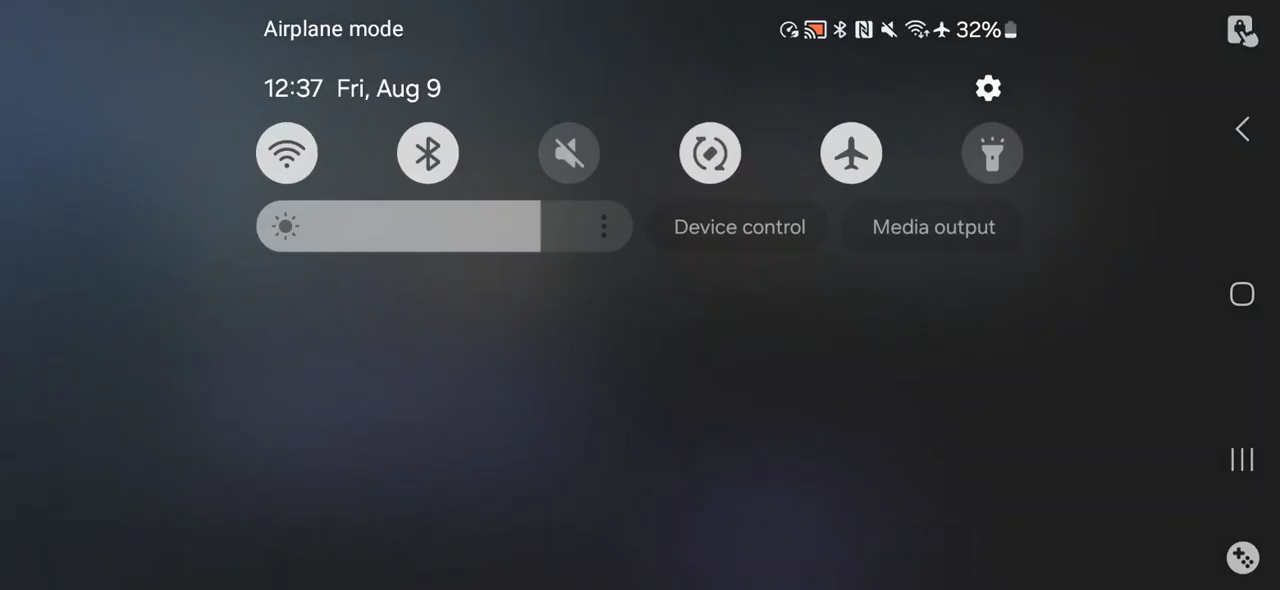 Airplane mode
32%
12:37 Fri, Aug 9
Device control
Media output